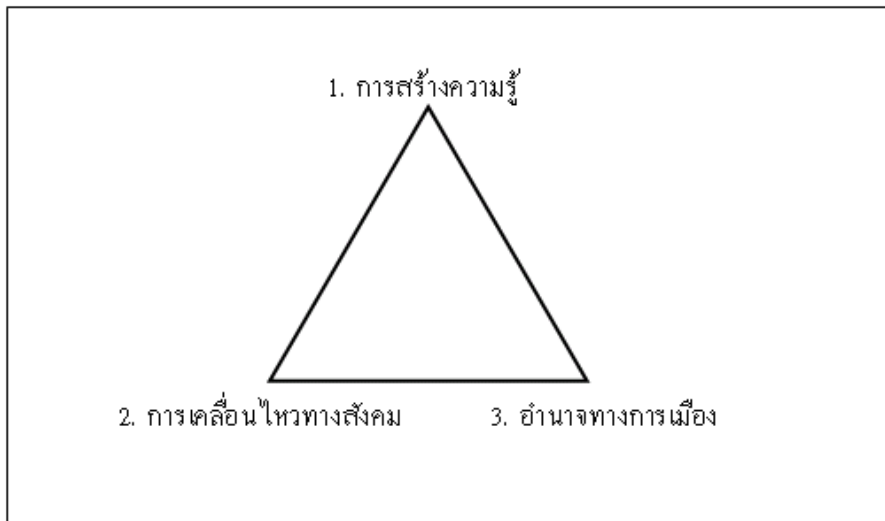 1. การสร้างความรู้
2. การเคลื่อนไหวทางสังคม 3. อำนาจทางการเมือง